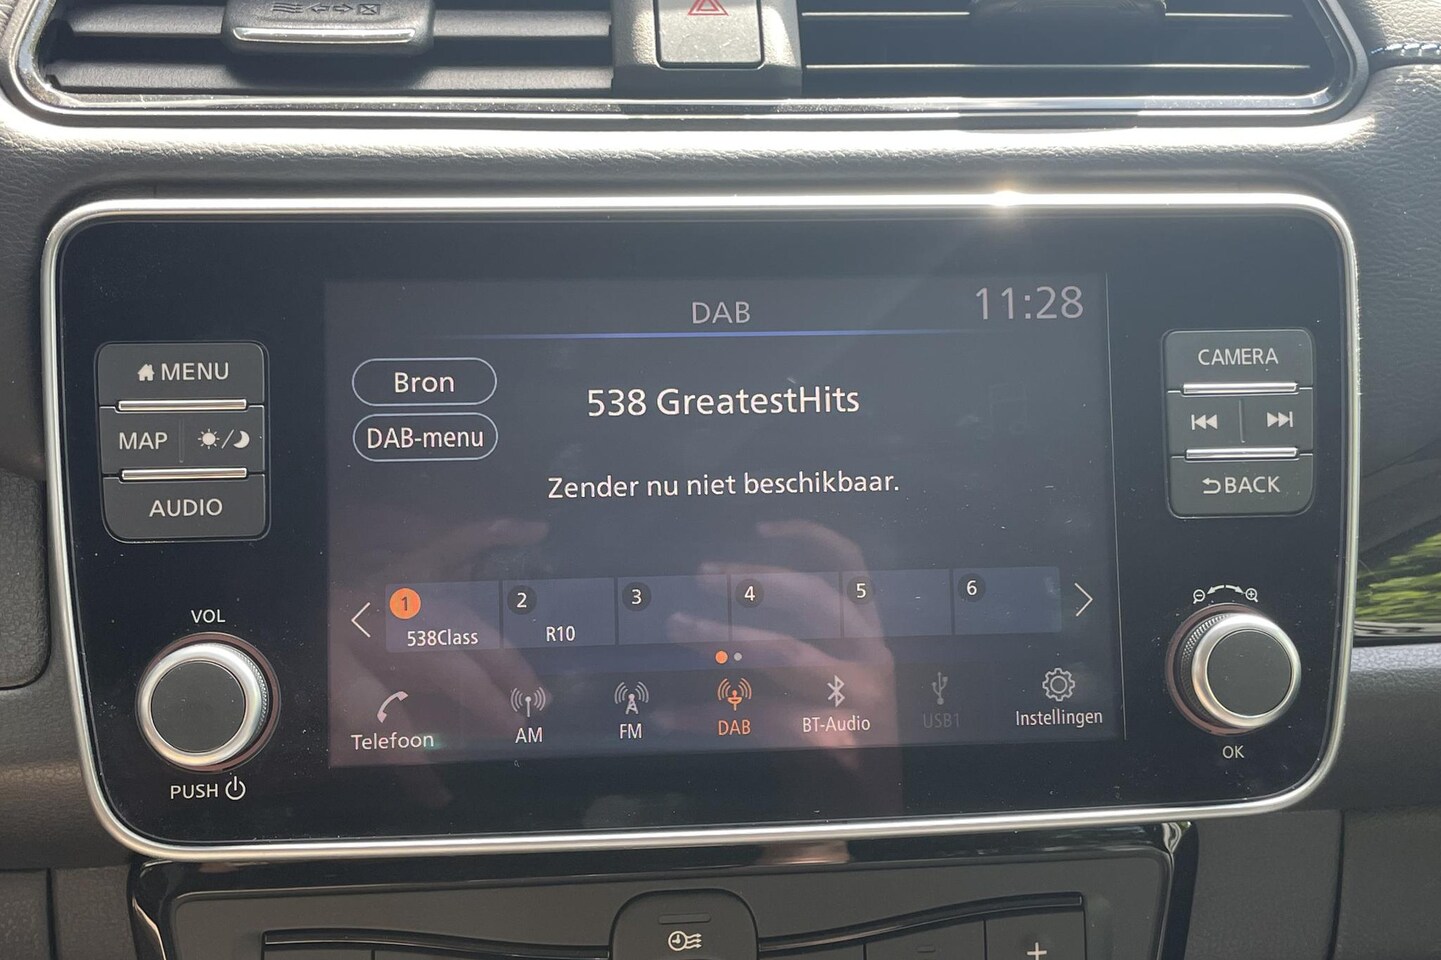 DAB
11:28
MENU
MAP
AUDIO
Bron
DAB-menu
538 GreatestHits
Zender nu niet beschikbaar.
CAMERA
BACK
1
538Class
2
R10
3
4
5
6
VOL
PUSH
Telefoon
AM
FM
DAB
BT-Audio
USB1
Instellingen
OK